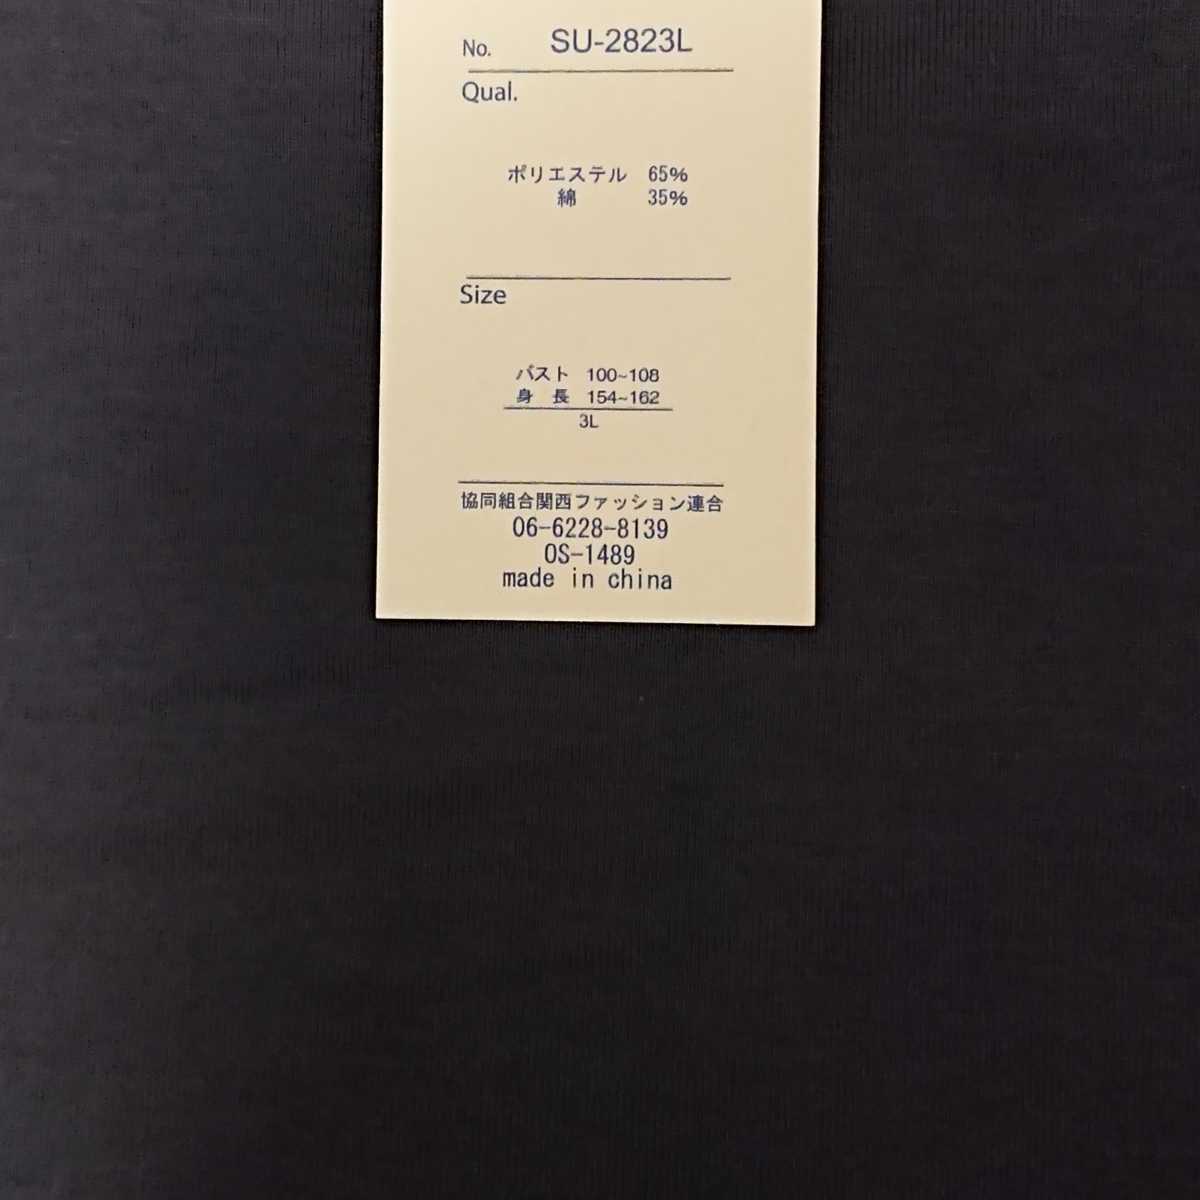 No. SU-2823L
Qual.
ポリエステル 65%
綿 35%
Size
バスト 100~108
身長 154~162
3L
協同組合関西ファッション連合
06-6228-8139
OS-1489
made in china